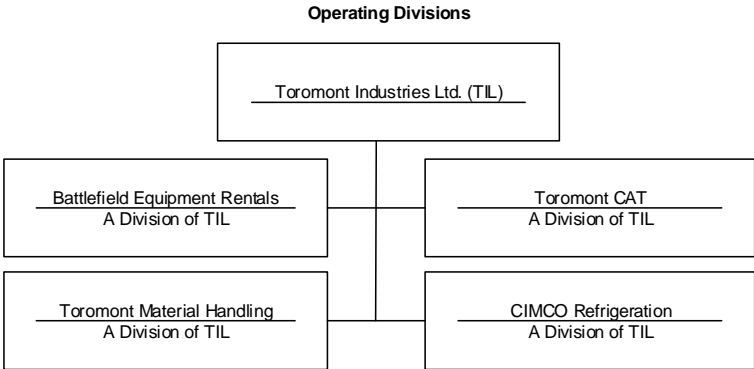 Operating Divisions
Toromont Industries Ltd. (TIL)
Battlefield Equipment Rentals
A Division of TIL
Toromont CAT
A Division of TIL
Toromont Material Handling
A Division of TIL
CIMCO Refrigeration
A Division of TIL